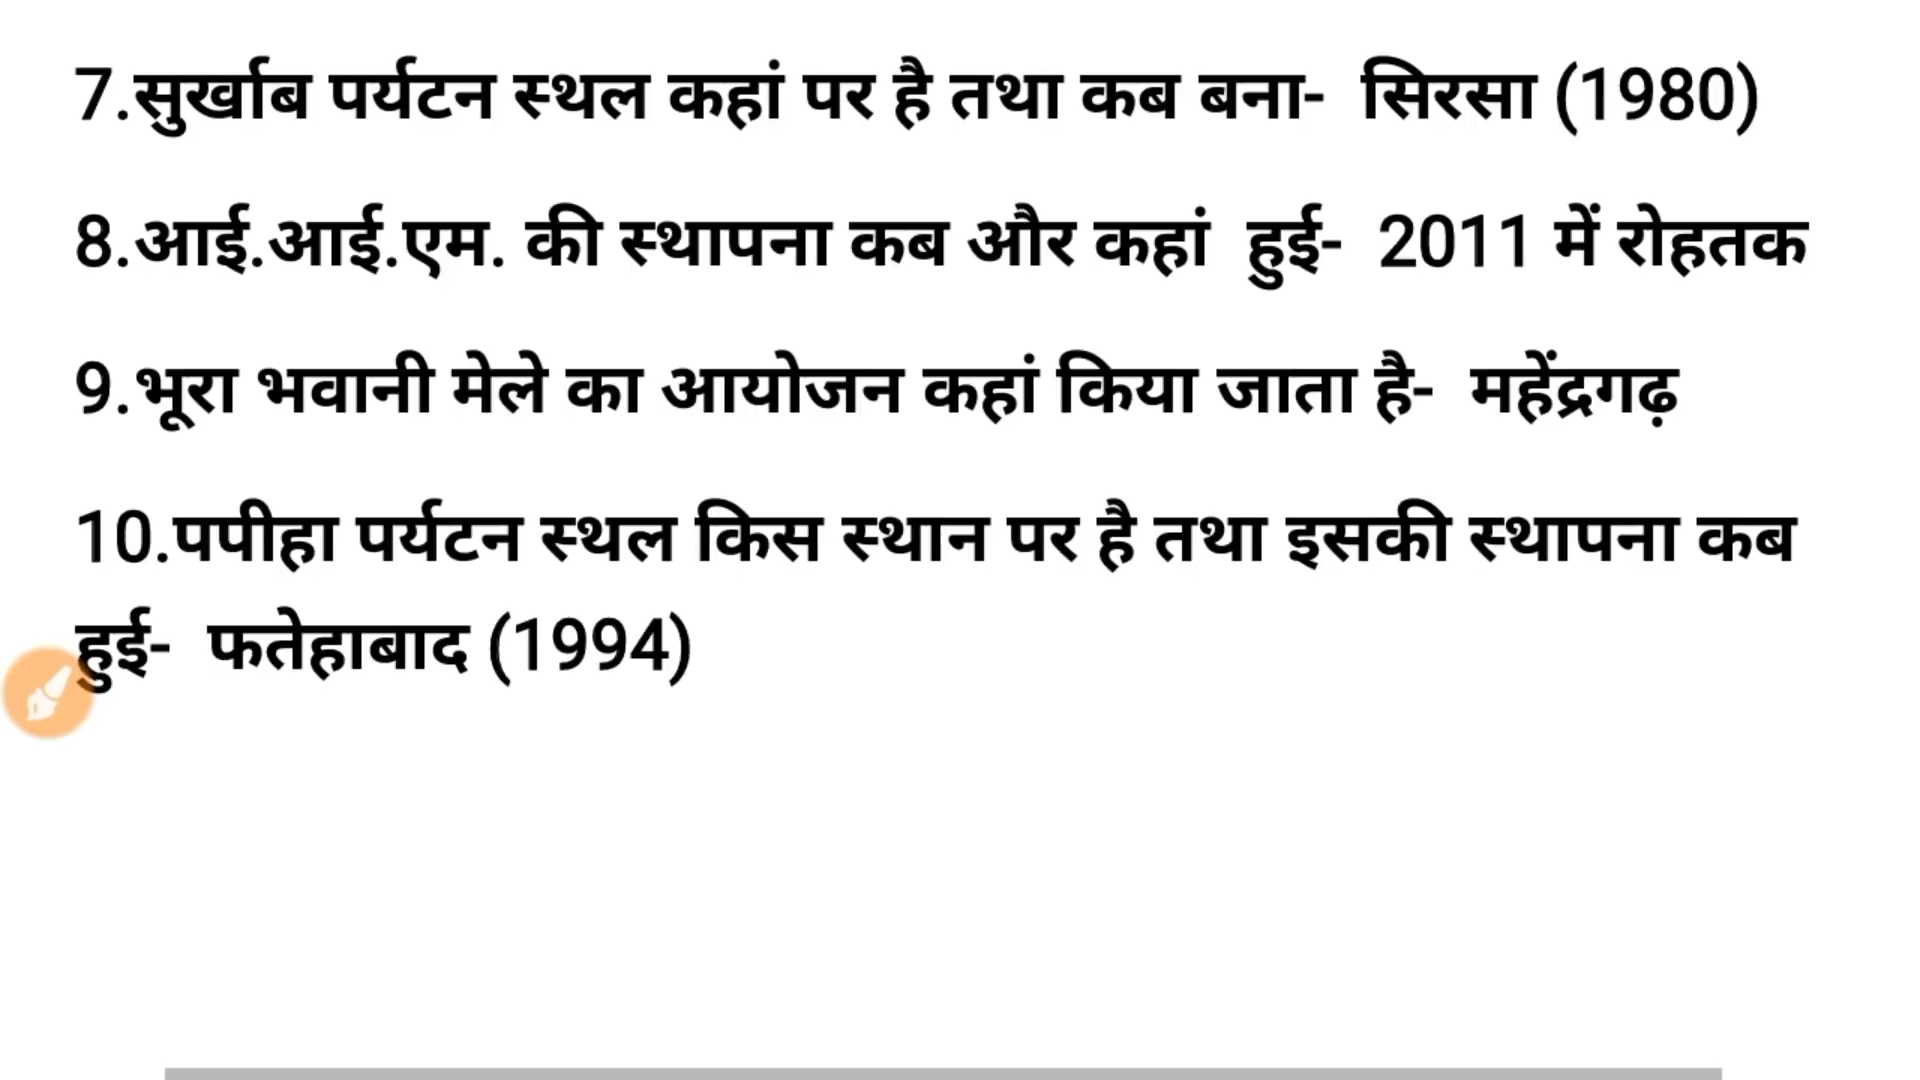 7.सुर्खाब पर्यटन स्थल कहां पर है तथा कब बना- सिरसा (1980)
8.आई.आई.एम. की स्थापना कब और कहां हुई- 2011 में रोहतक
9.भूरा भवानी मेले का आयोजन कहां किया जाता है- महेंद्रगढ़
10.पपीहा पर्यटन स्थल किस स्थान पर है तथा इसकी स्थापना कब
हुई- फतेहाबाद (1994)